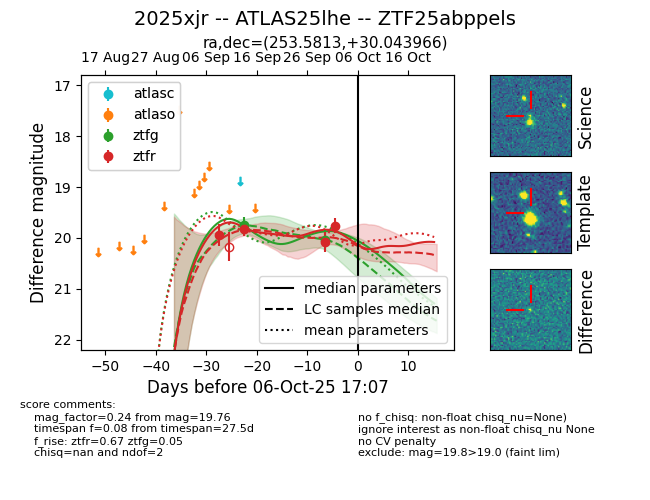 2025xjr -- ATLAS25lhe -- ZTF25abppels
ra,dec=(253.5813,+30.043966)
17 Aug 27 Aug 06 Sep 16 Sep 26 Sep 06 Oct 16 Oct
17
18
19
20
21
22
Difference magnitude
atlasc
atlaso
ztfg
ztfr
median parameters
LC samples median
mean parameters
−50 −40 −30 −20 −10 0 10
Days before 06-Oct-25 17:07
Science
Template
Difference
score comments:
mag_factor=0.24 from mag=19.76
timespan f=0.08 from timespan=27.5d
f_rise: ztfr=0.67 ztfg=0.05
chisq=nan and ndof=2
no f_chisq: non-float chisq_nu=None)
ignore interest as non-float chisq_nu None
no CV penalty
exclude: mag=19.8>19.0 (faint lim)